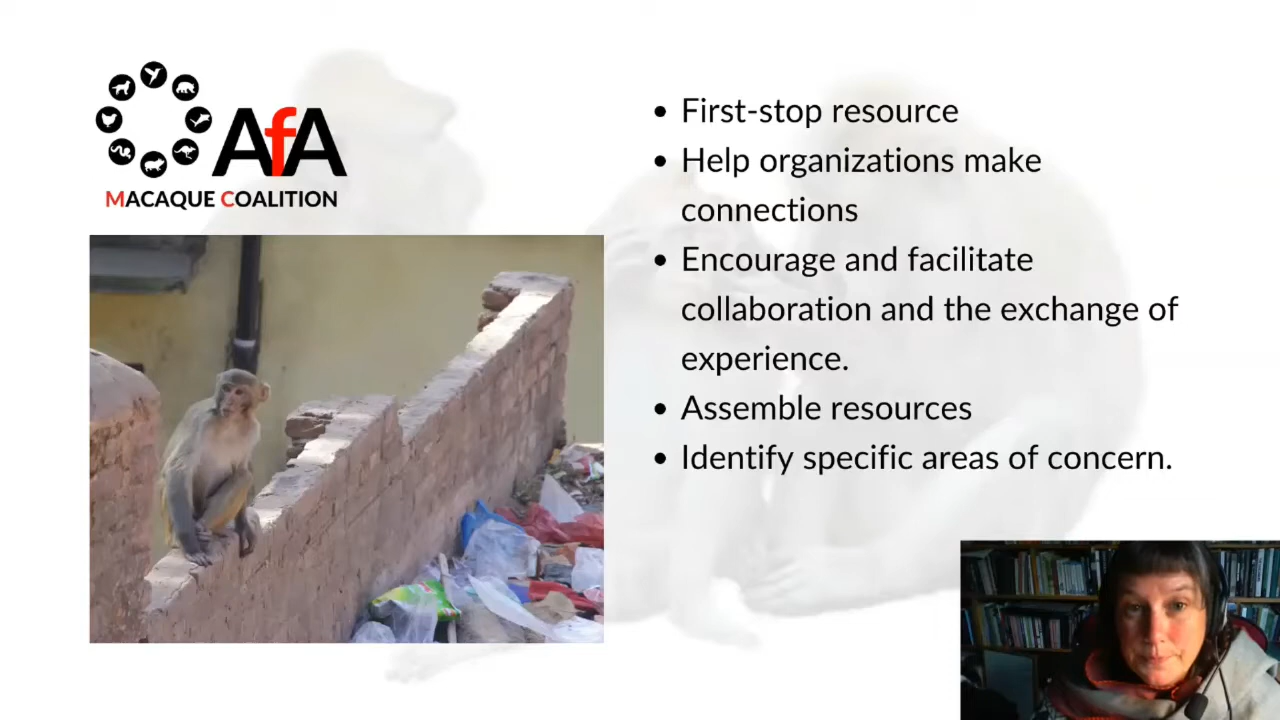 AfA
MACAQUE COALITION
• First-stop resource
• Help organizations make
connections
• Encourage and facilitate
collaboration and the exchange of
experience.
• Assemble resources
• Identify specific areas of concern.